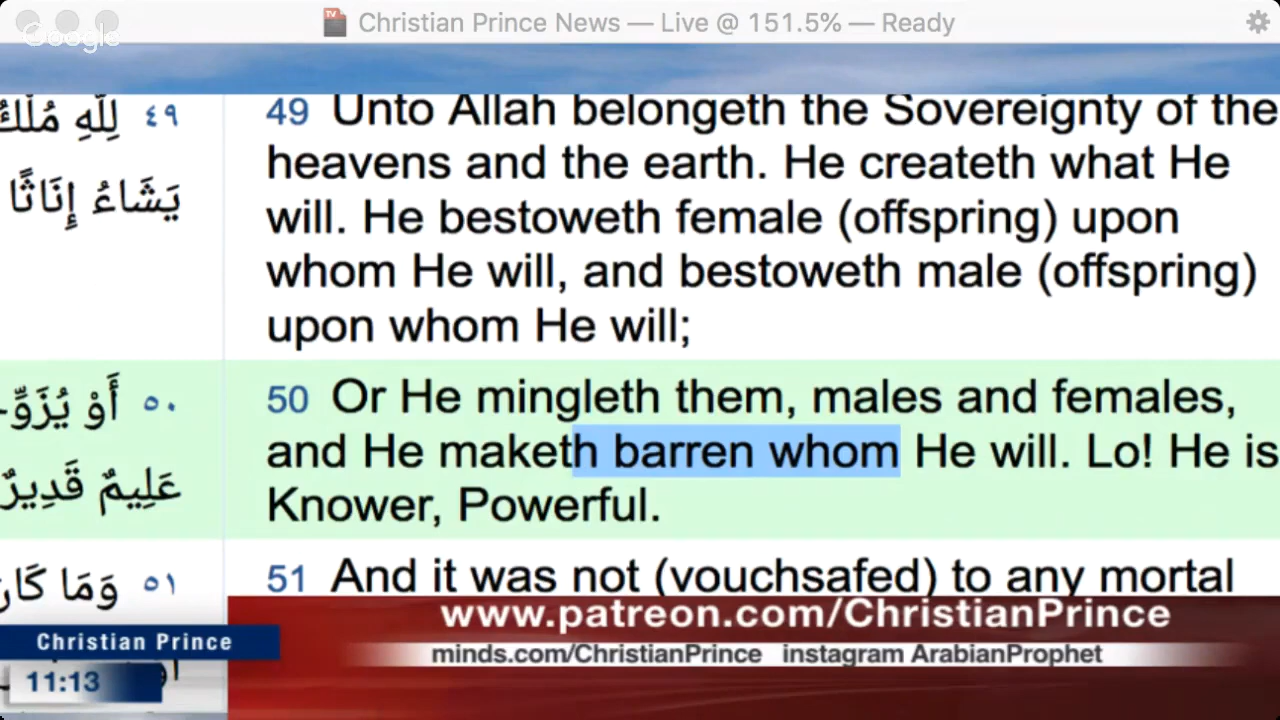 Christian Prince News — Live @ 151.5% — Ready
Google
49 Unto Allah belongeth the Sovereignty of the
heavens and the earth. He createth what He
will. He bestoweth female (offspring) upon
whom He will, and bestoweth male (offspring)
upon whom He will;
٤٩ لِلَّهِ مُلْكُ
يَشَاءُ إِنَاثًا
50 Or He mingleth them, males and females,
and He maketh barren whom He will. Lo! He is
Knower, Powerful.
٥٠ أَوْ
عَلِيمٌ قَدِيرٌ
51 And it was not (vouchsafed) to any mortal
٥١ وَمَا كَانَ
www.patreon.com/ChristianPrince
Christian Prince
minds.com/ChristianPrince instagram ArabianProphet
11:13